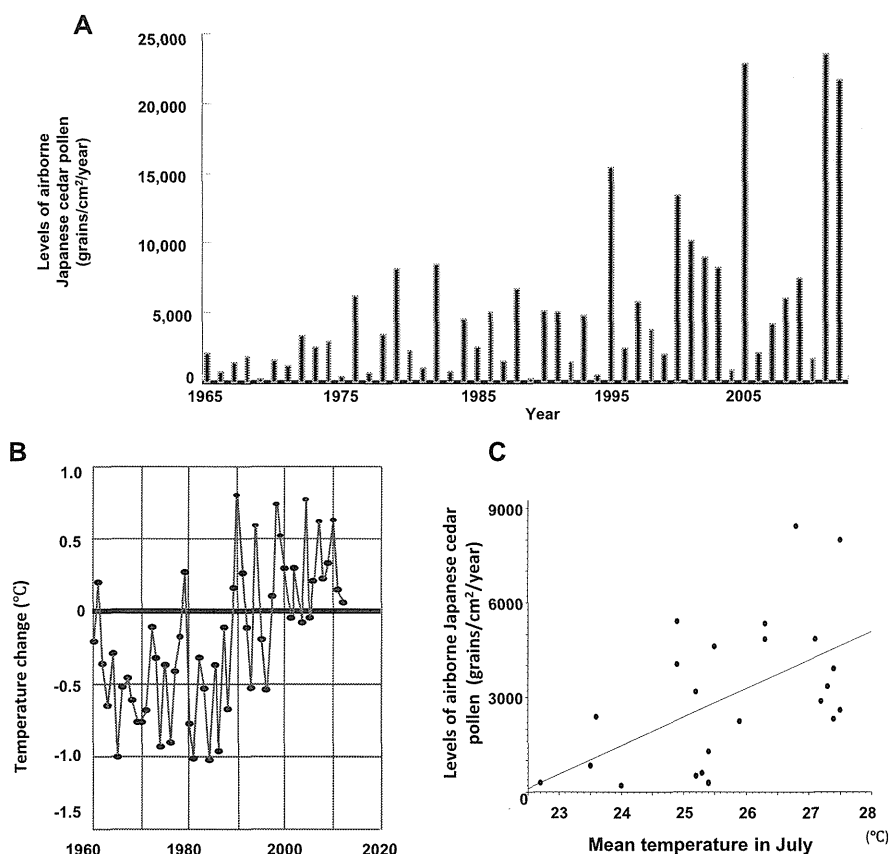 A
Levels of airborne
Japanese cedar pollen
(grains/cm²/year)
25,000
20,000
15,000
10,000
5,000
0
1965 1975 1985 1995 2005
Year
B
Temperature change (°C)
1.0
0.5
0
-0.5
-1.0
-1.5
1960 1980 2000 2020
C
Levels of airborne Japanese cedar
pollen (grains/cm²/year)
9000
6000
3000
0
23 24 25 26 27 28
(°C)
Mean temperature in July